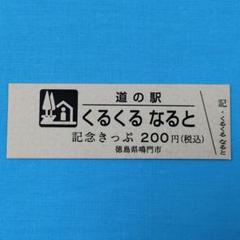 道の駅
くるくる なると
記念きっぷ 200円(税込)
徳島県鳴門市
記・くるくる なると